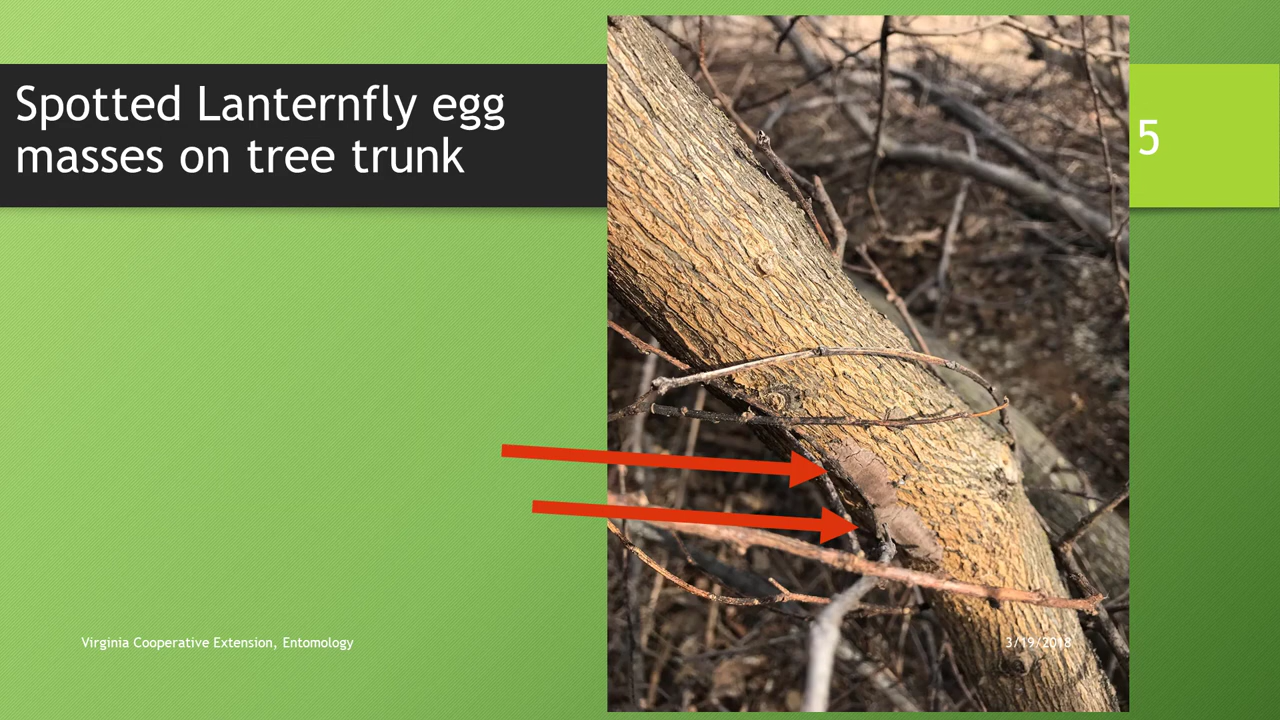 Spotted Lanternfly egg
masses on tree trunk
5
Virginia Cooperative Extension, Entomology
3/19/2018